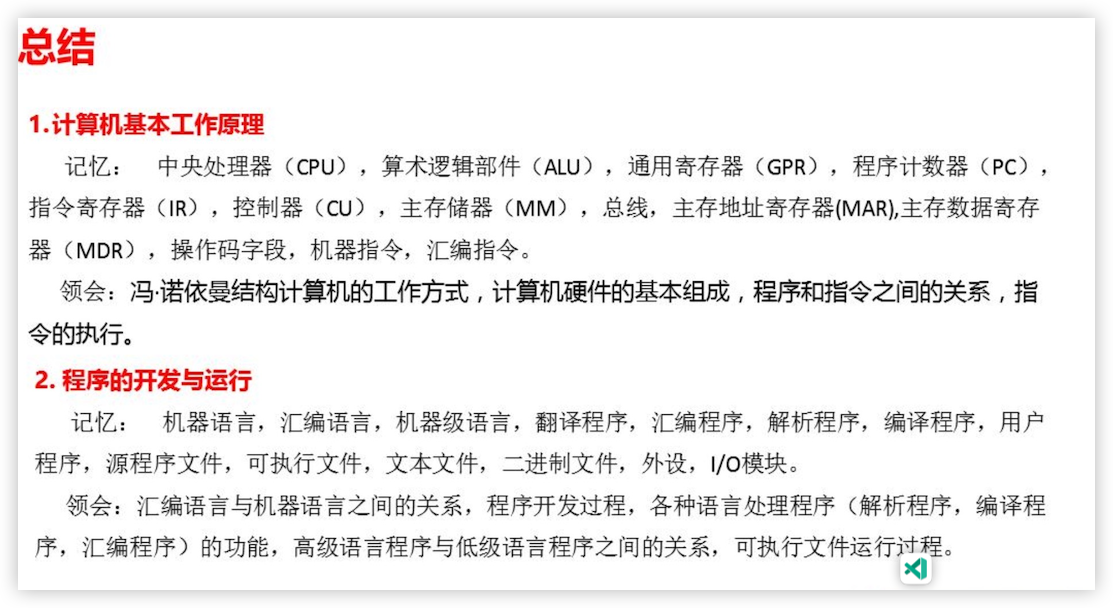 总结
1.计算机基本工作原理
记忆： 中央处理器（CPU），算术逻辑部件（ALU），通用寄存器（GPR），程序计数器（PC），
指令寄存器（IR），控制器（CU），主存储器（MM），总线，主存地址寄存器(MAR),主存数据寄存
器（MDR），操作码字段，机器指令，汇编指令。
领会：冯·诺依曼结构计算机的工作方式，计算机硬件的基本组成，程序和指令之间的关系，指
令的执行。
2. 程序的开发与运行
记忆： 机器语言，汇编语言，机器级语言，翻译程序，汇编程序，解析程序，编译程序，用户
程序，源程序文件，可执行文件，文本文件，二进制文件，外设，I/O模块。
领会：汇编语言与机器语言之间的关系，程序开发过程，各种语言处理程序（解析程序，编译程
序，汇编程序）的功能，高级语言程序与低级语言程序之间的关系，可执行文件运行过程。